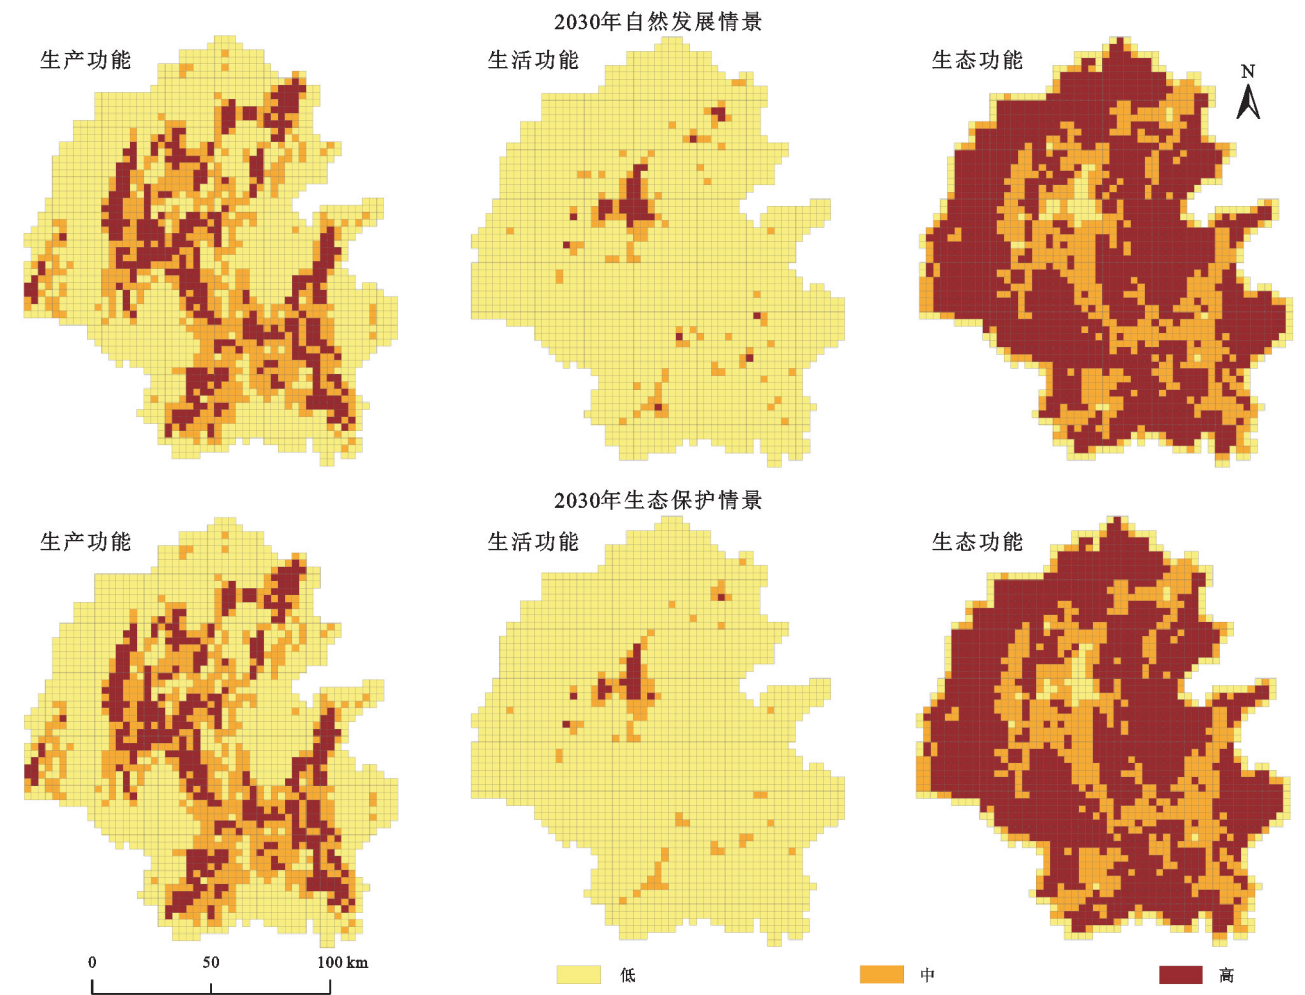 2030年自然发展情景
生产功能
生活功能
生态功能
N
2030年生态保护情景
生产功能
生活功能
生态功能
0 50 100 km
低 中 高